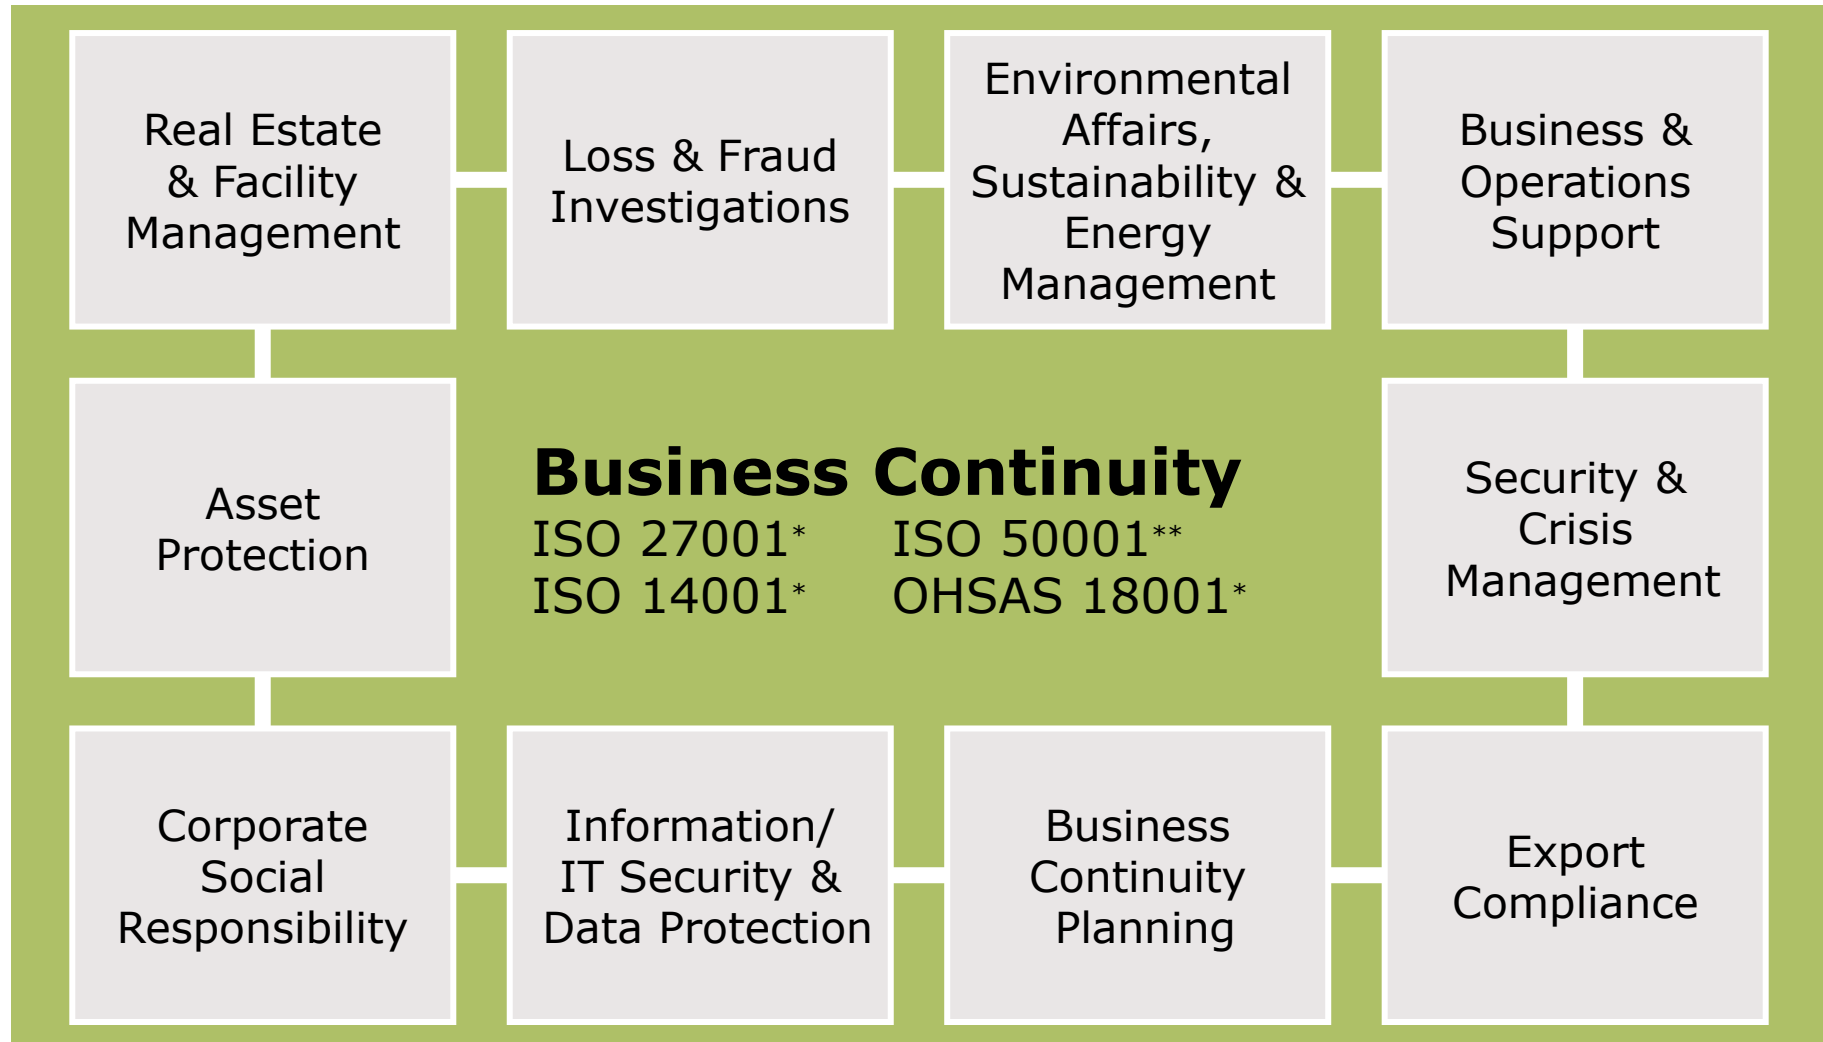 Real Estate
& Facility
Management
Loss & Fraud
Investigations
Environmental
Affairs,
Sustainability &
Energy
Management
Business &
Operations
Support
Asset
Protection
Business Continuity
ISO 27001* ISO 50001**
ISO 14001* OHSAS 18001*
Security &
Crisis
Management
Corporate
Social
Responsibility
Information/
IT Security &
Data Protection
Business
Continuity
Planning
Export
Compliance